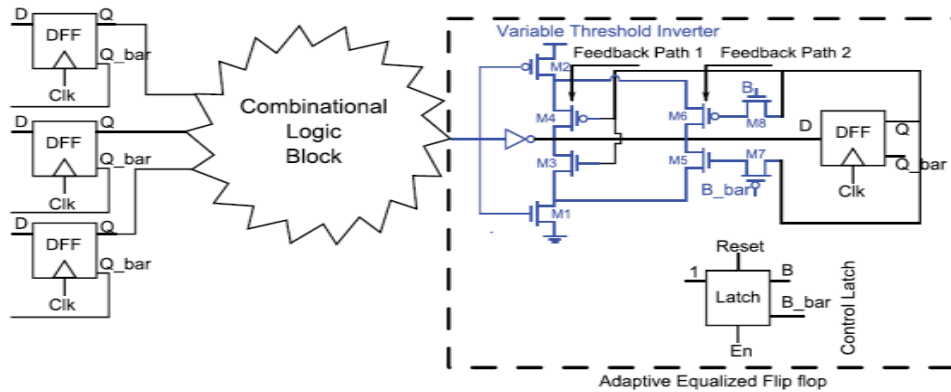 D
Q
DFF
Q_bar
Clk
D
Q
DFF
Q_bar
Clk
D
Q
DFF
Q_bar
Clk
Combinational
Logic
Block
Variable Threshold Inverter
Feedback Path 1
Feedback Path 2
M2
M4
M3
M1
M6
M5
B
M8
M7
B_bar
D
DFF
Q
Q_bar
Clk
Reset
1
Latch
B
B_bar
En
Control Latch
Adaptive Equalized Flip flop